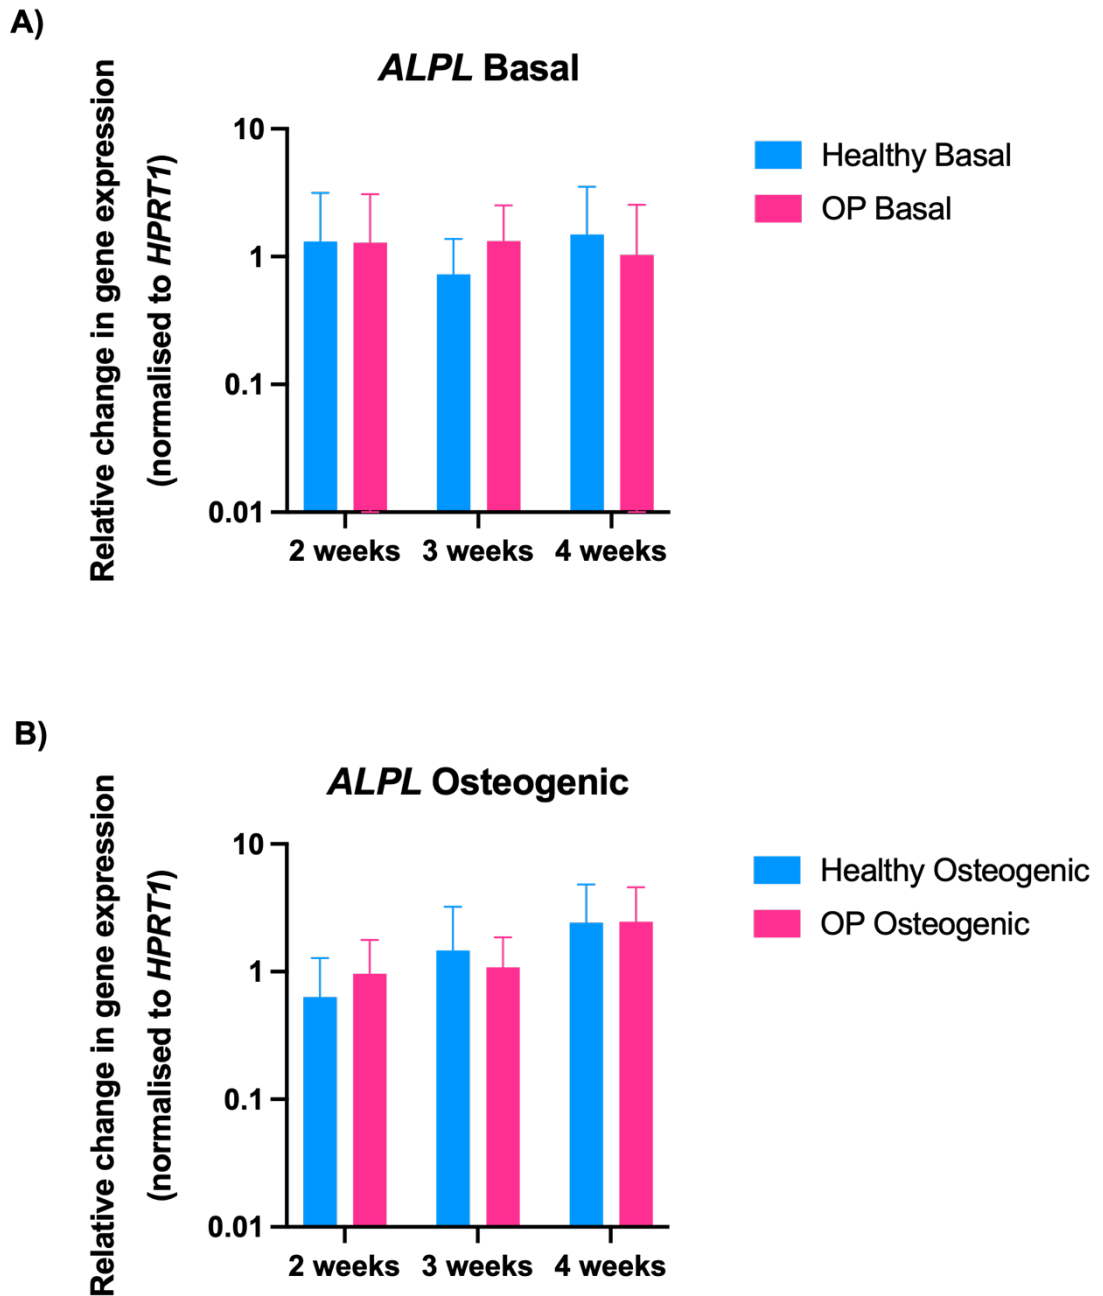 A)
ALPL Basal
Relative change in gene expression
(normalised to HPRT1)
10
1
0.1
0.01
2 weeks
3 weeks
4 weeks
Healthy Basal
OP Basal
B)
ALPL Osteogenic
Relative change in gene expression
(normalised to HPRT1)
10
1
0.1
0.01
2 weeks
3 weeks
4 weeks
Healthy Osteogenic
OP Osteogenic